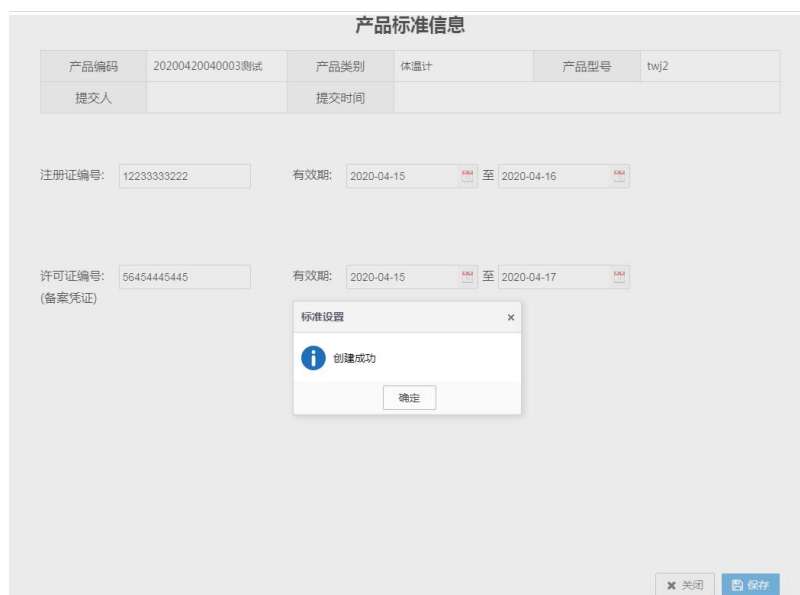 产品标准信息
产品编码 20200420040003测试 产品类别 体温计 产品型号 twj2
提交人 提交时间
注册证编号: 12233333222 有效期: 2020-04-15 至 2020-04-16
许可证编号: 56454445445 有效期: 2020-04-15 至 2020-04-17
(备案凭证)
标准设置 ×
创建成功
确定
关闭 保存